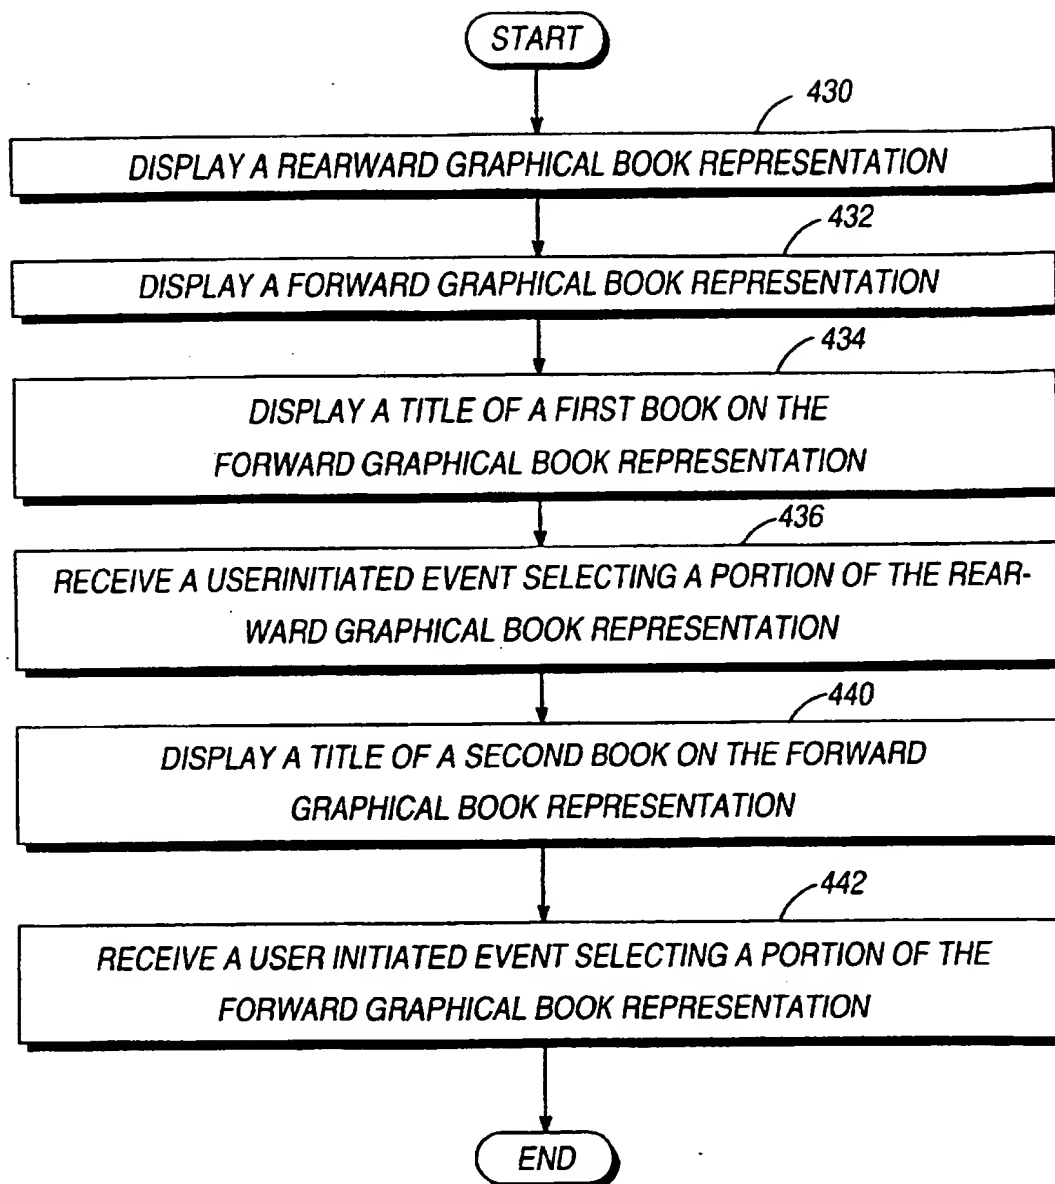 START
430
DISPLAY A REARWARD GRAPHICAL BOOK REPRESENTATION
432
DISPLAY A FORWARD GRAPHICAL BOOK REPRESENTATION
434
DISPLAY A TITLE OF A FIRST BOOK ON THE
FORWARD GRAPHICAL BOOK REPRESENTATION
436
RECEIVE A USERINITIATED EVENT SELECTING A PORTION OF THE REAR-
WARD GRAPHICAL BOOK REPRESENTATION
440
DISPLAY A TITLE OF A SECOND BOOK ON THE FORWARD
GRAPHICAL BOOK REPRESENTATION
442
RECEIVE A USER INITIATED EVENT SELECTING A PORTION OF THE
FORWARD GRAPHICAL BOOK REPRESENTATION
END